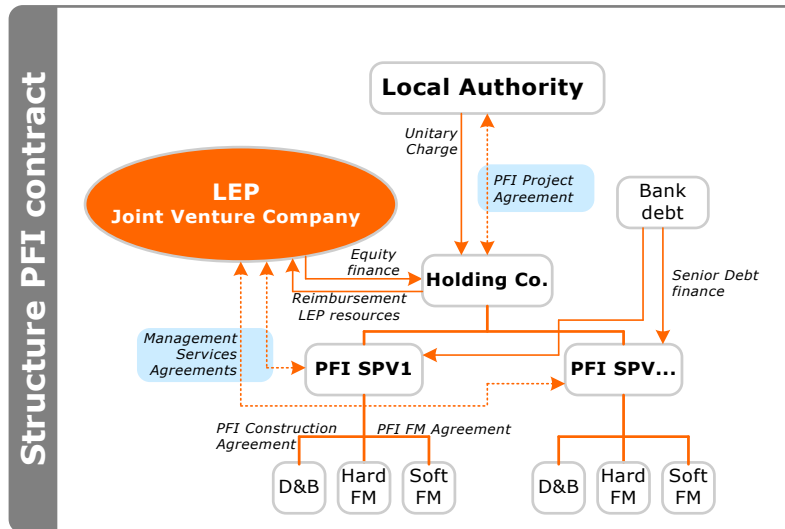 Structure PFI contract
Local Authority
Unitary
Charge
PFI Project
Agreement
LEP
Joint Venture Company
Bank
debt
Equity
finance
Holding Co.
Senior Debt
finance
Reimbursement
LEP resources
Management
Services
Agreements
PFI SPV1
PFI SPV...
PFI Construction
Agreement
PFI FM Agreement
D&B
Hard
FM
Soft
FM
D&B
Hard
FM
Soft
FM